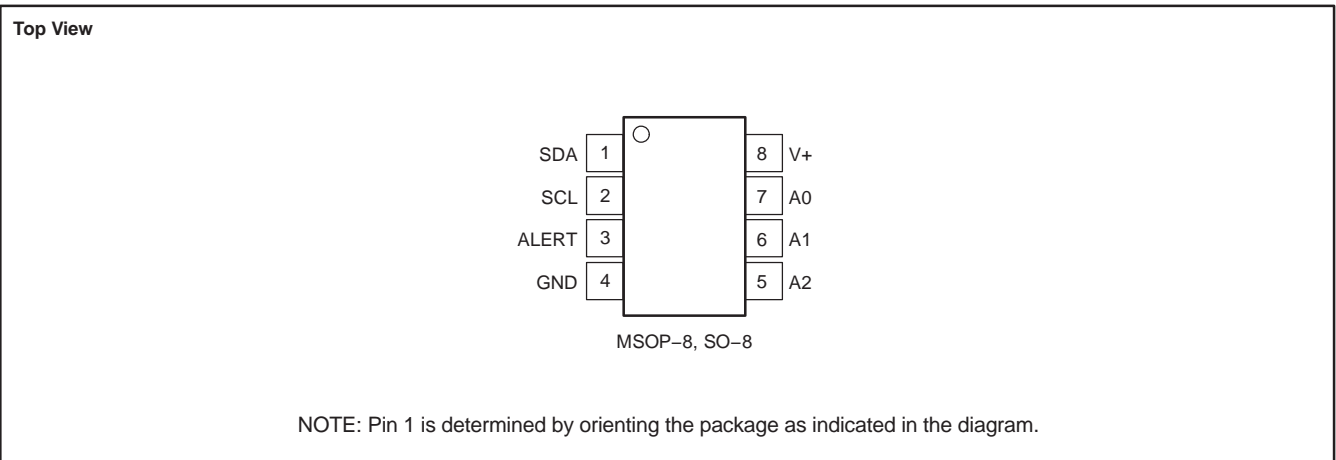 Top View
SDA 1 8 V+
SCL 2 7 A0
ALERT 3 6 A1
GND 4 5 A2
MSOP−8, SO−8
NOTE: Pin 1 is determined by orienting the package as indicated in the diagram.